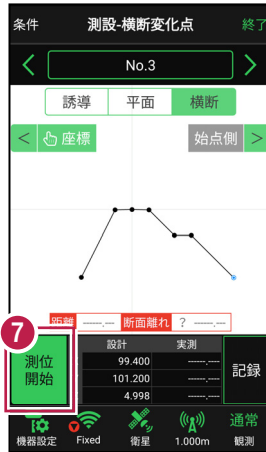 条件 測設-横断変化点 終了
< No.3 >
誘導 平面 横断
< 座標 始点側 >
距離 -----.--- 断面離れ ? -----.---
7
測位開始
設計 実測
99.400 -----.---
101.200 -----.---
4.998 -----.---
記録
機器設定 Fixed 衛星 1.000m 通常観測